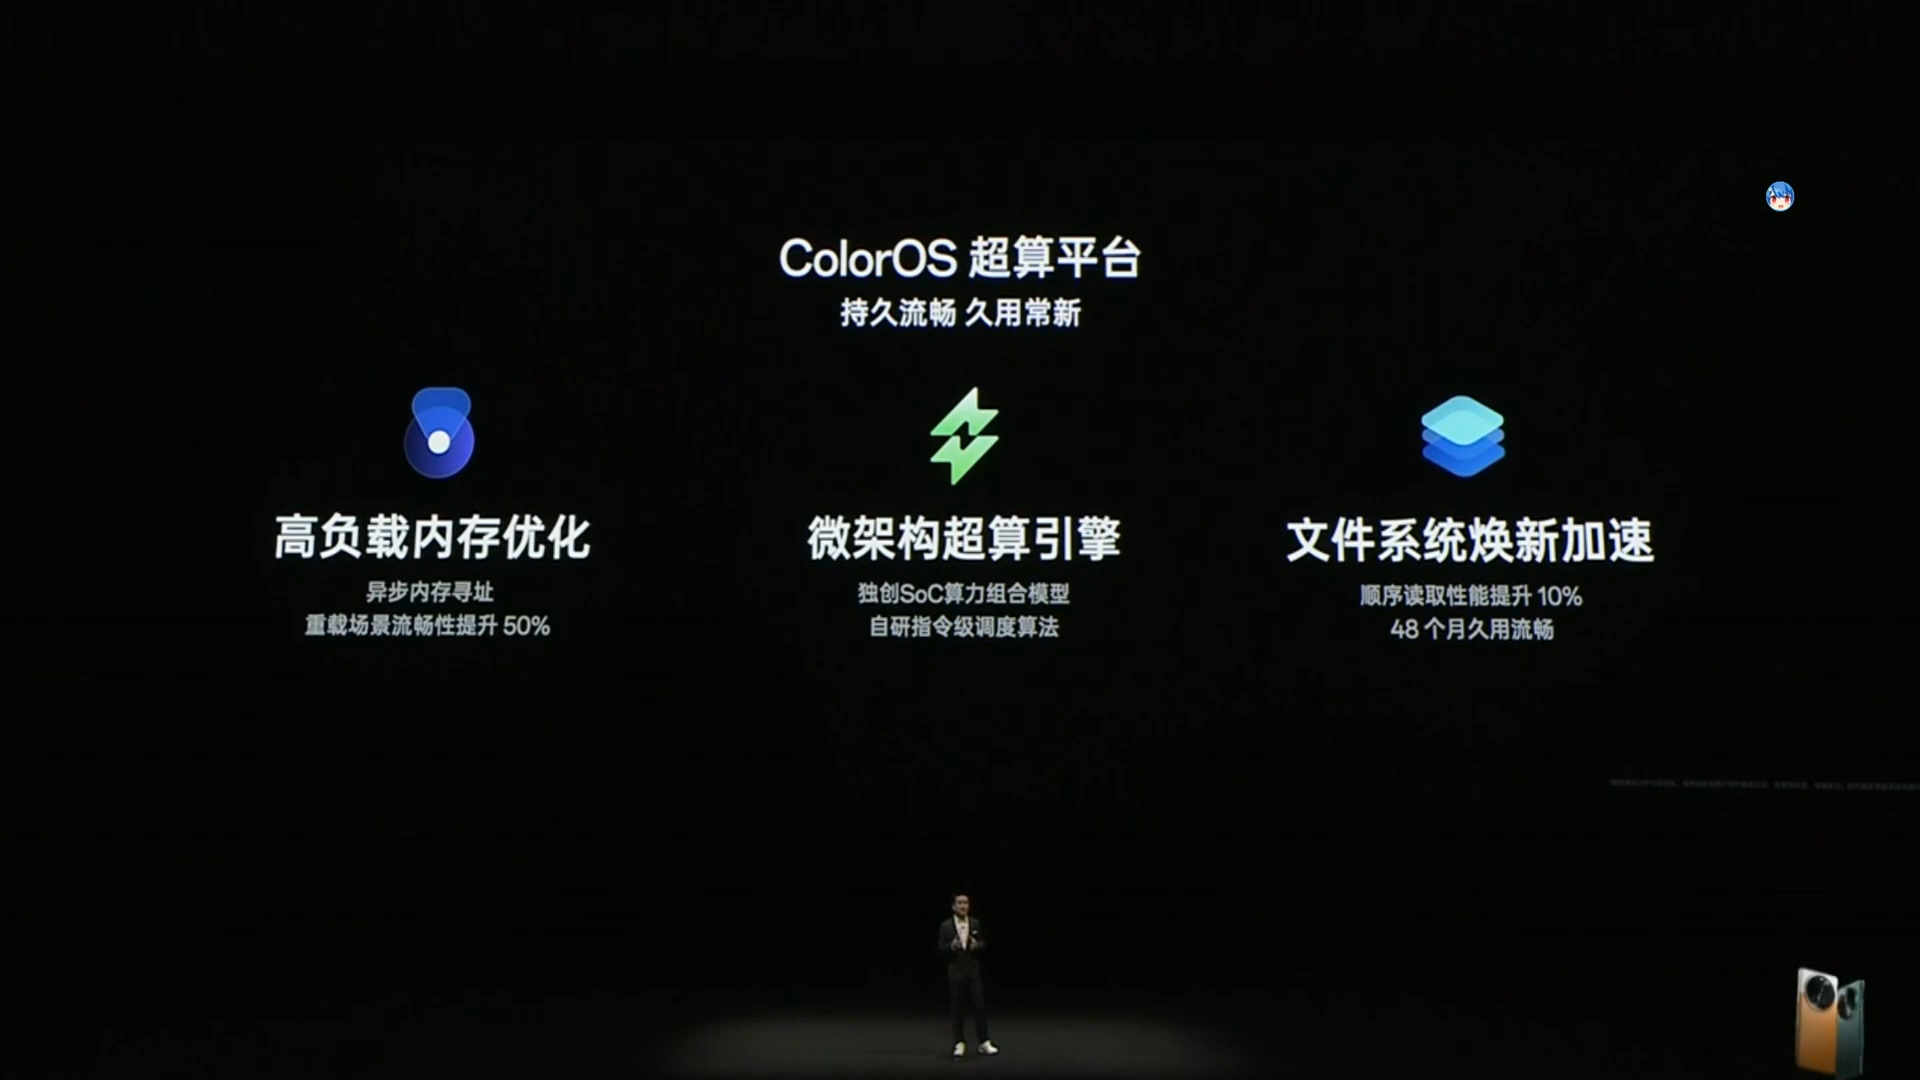 ColorOS 超算平台
持久流畅 久用常新
高负载内存优化
异步内存寻址
重载场景流畅性提升 50%
微架构超算引擎
独创SoC算力组合模型
自研指令级调度算法
文件系统焕新加速
顺序读取性能提升 10%
48 个月久用流畅